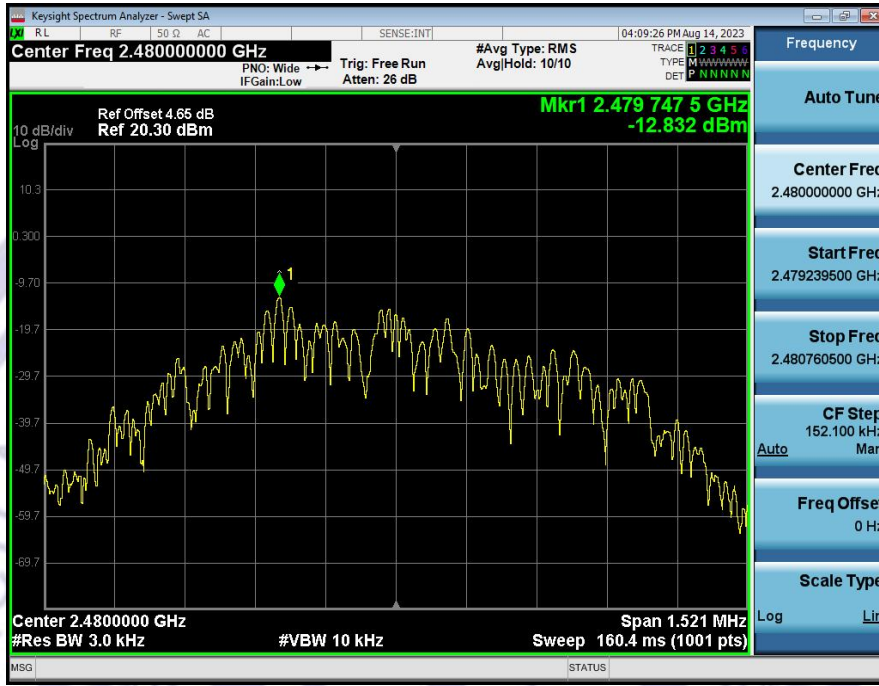 Keysight Spectrum Analyzer - Swept SA
LXI RL RF 50 Ω AC SENSE:INT 04:09:26 PM Aug 14, 2023
Center Freq 2.480000000 GHz
PNO: Wide
IFGain:Low
Trig: Free Run
Atten: 26 dB
#Avg Type: RMS
Avg|Hold: 10/10
TRACE 1 2 3 4 5 6
TYPE M WWWWW
DET P N N N N N
Mkr1 2.479 747 5 GHz
-12.832 dBm
Ref Offset 4.65 dB
10 dB/div Ref 20.30 dBm
Log
10.3
0.300
-9.70
-19.7
-29.7
-39.7
-49.7
-59.7
-69.7
1
Center 2.4800000 GHz Span 1.521 MHz
#Res BW 3.0 kHz #VBW 10 kHz Sweep 160.4 ms (1001 pts)
MSG STATUS
Frequency
Auto Tune
Center Freq
2.480000000 GHz
Start Freq
2.479239500 GHz
Stop Freq
2.480760500 GHz
CF Step
152.100 kHz
Auto Man
Freq Offset
0 Hz
Scale Type
Log Lin